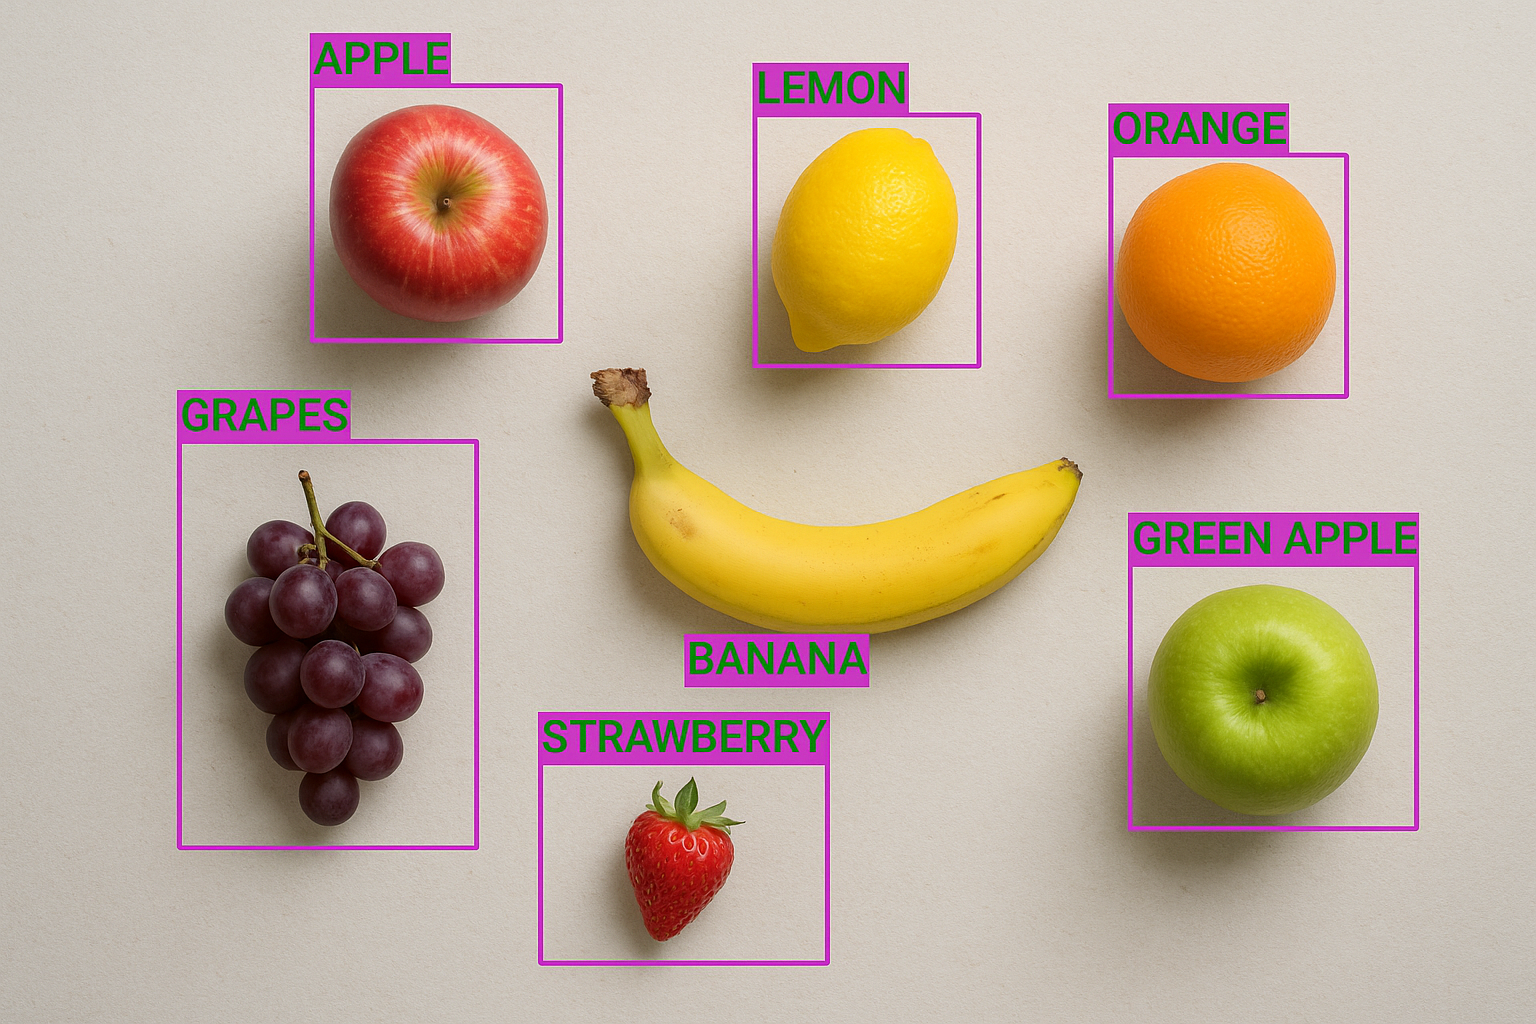 APPLE
LEMON
ORANGE
GRAPES
GREEN APPLE
BANANA
STRAWBERRY